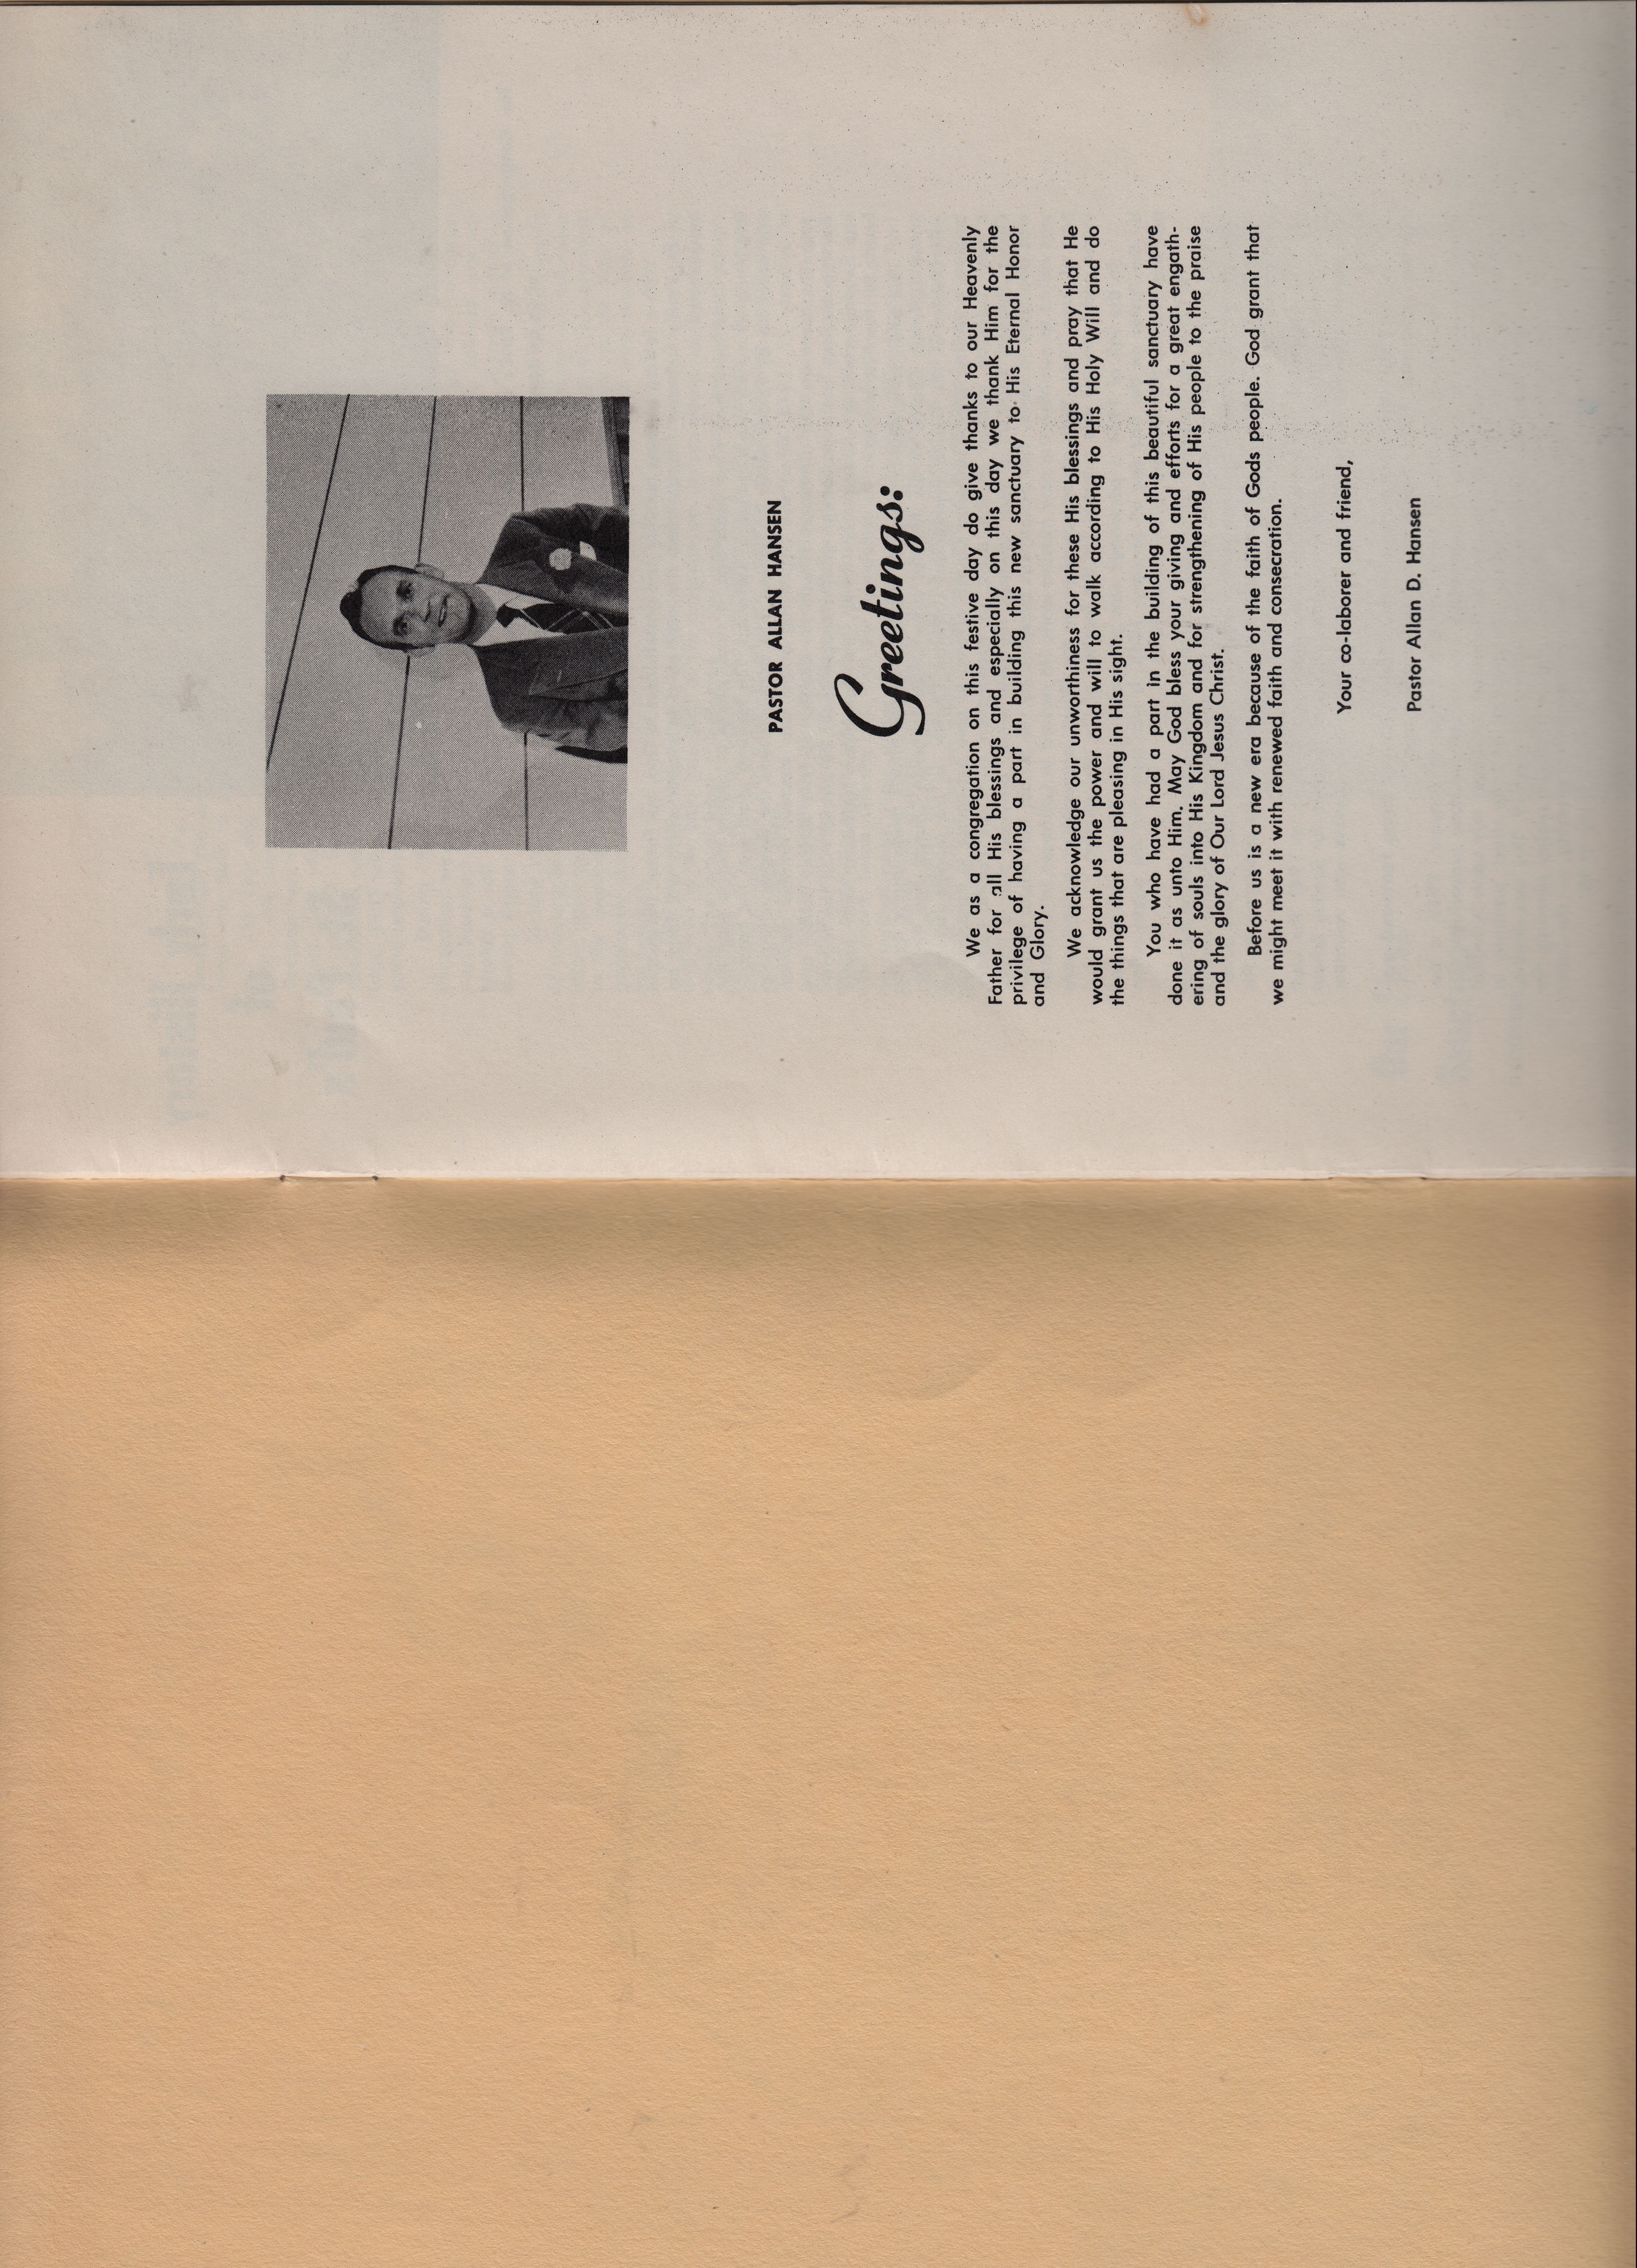 PASTOR ALLAN HANSEN
Greetings:
We as a congregation on this festive day do give thanks to our Heavenly
Father for all His blessings and especially on this day we thank Him for the
privilege of having a part in building this new sanctuary to His Eternal Honor
and Glory.
We acknowledge our unworthiness for these His blessings and pray that He
would grant us the power and will to walk according to His Holy Will and do
the things that are pleasing in His sight.
You who have had a part in the building of this beautiful sanctuary have
done it as unto Him. May God bless your giving and efforts for a great engath-
ering of souls into His Kingdom and for strengthening of His people to the praise
and the glory of Our Lord Jesus Christ.
Before us is a new era because of the faith of Gods people. God grant that
we might meet it with renewed faith and consecration.
Your co-laborer and friend,
Pastor Allan D. Hansen